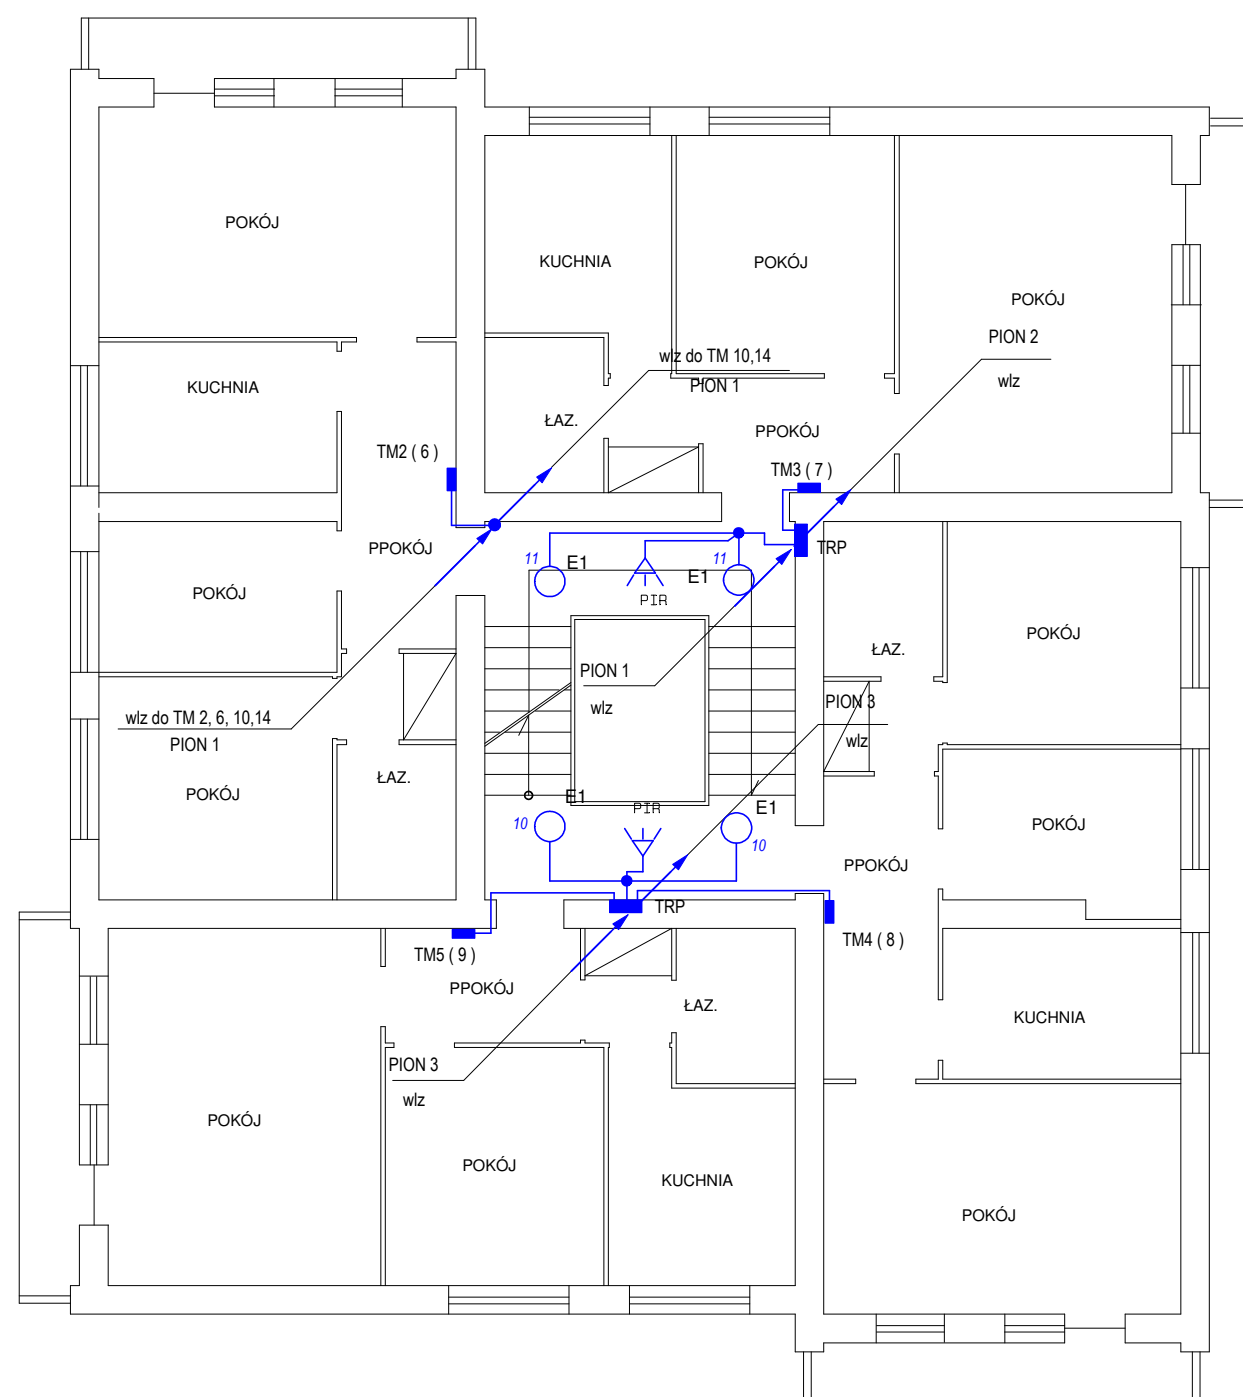 POKÓJ
KUCHNIA
POKÓJ
POKÓJ
PION 2
wlz do TM 10,14
PION 1
wlz
KUCHNIA
ŁAZ.
PPOKÓJ
TM2 ( 6 )
TM3 ( 7 )
PPOKÓJ
TRP
11
E1
11
E1
PIR
POKÓJ
POKÓJ
ŁAZ.
PION 1
wlz
PION 3
wlz
wlz do TM 2, 6, 10,14
PION 1
ŁAZ.
POKÓJ
E1
PIR
E1
10
10
POKÓJ
PPOKÓJ
TRP
TM4 ( 8 )
TM5 ( 9 )
PPOKÓJ
ŁAZ.
KUCHNIA
PION 3
wlz
POKÓJ
POKÓJ
KUCHNIA
POKÓJ